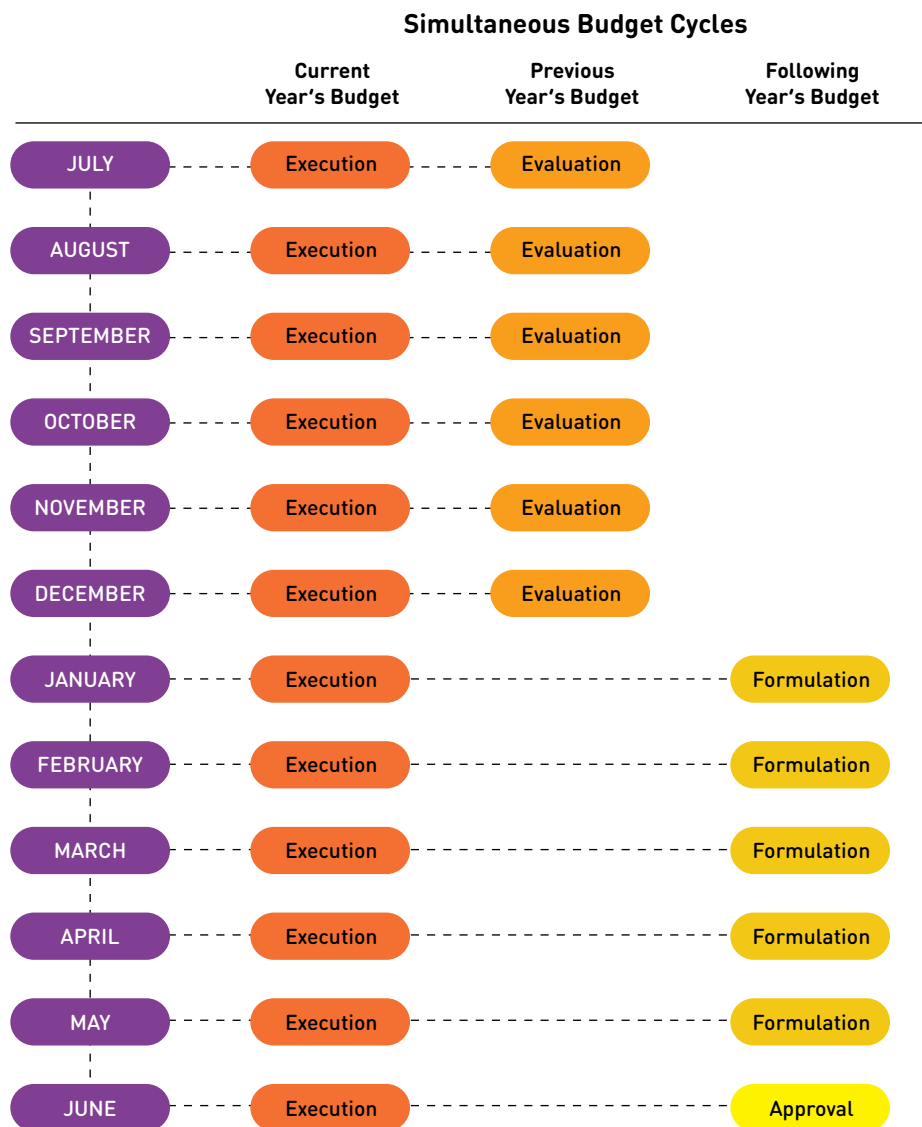 Simultaneous Budget Cycles
Current Year's Budget
Previous Year's Budget
Following Year's Budget
JULY Execution Evaluation
AUGUST Execution Evaluation
SEPTEMBER Execution Evaluation
OCTOBER Execution Evaluation
NOVEMBER Execution Evaluation
DECEMBER Execution Evaluation
JANUARY Execution Formulation
FEBRUARY Execution Formulation
MARCH Execution Formulation
APRIL Execution Formulation
MAY Execution Formulation
JUNE Execution Approval